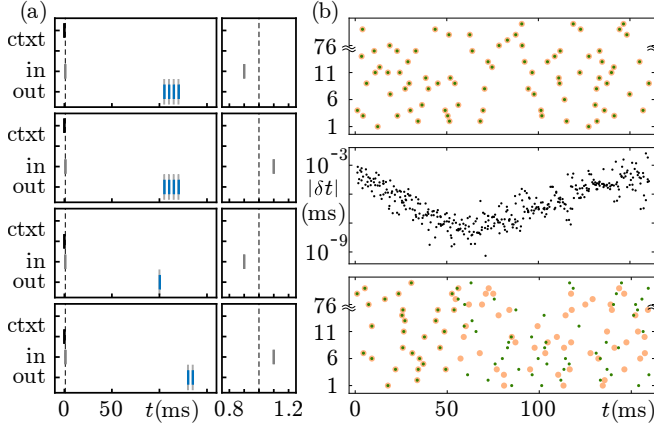 (a)
ctxt
in
out
ctxt
in
out
ctxt
in
out
ctxt
in
out
0 50 t(ms) 0.8 1.2
(b)
76
11
6
1
10⁻³
|δt|
(ms)
10⁻⁹
76
11
6
1
0 50 100 t(ms)